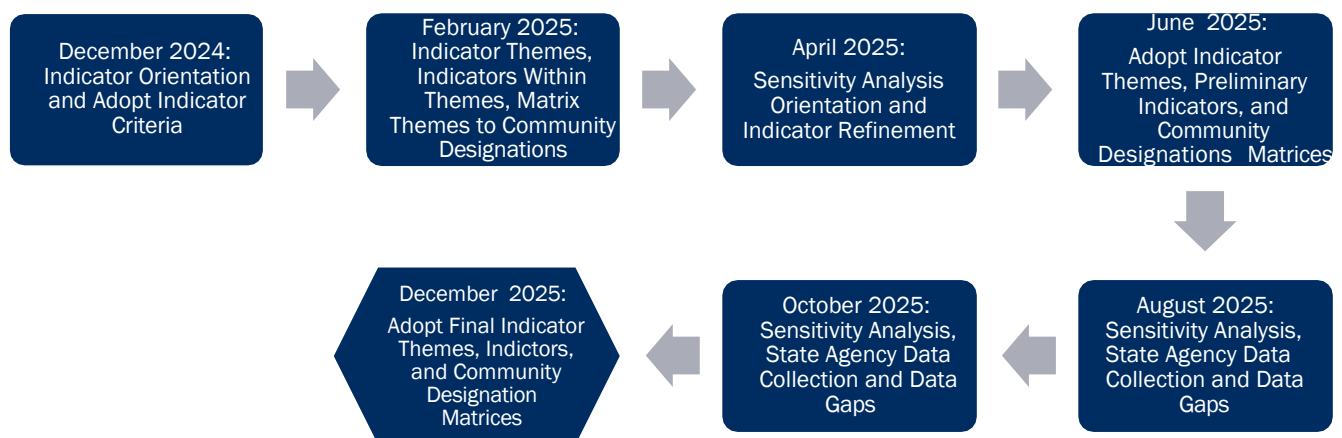 December 2024:
Indicator Orientation
and Adopt Indicator
Criteria
February 2025:
Indicator Themes,
Indicators Within
Themes, Matrix
Themes to Community
Designations
April 2025:
Sensitivity Analysis
Orientation and
Indicator Refinement
June 2025:
Adopt Indicator
Themes, Preliminary
Indicators, and
Community
Designations Matrices
August 2025:
Sensitivity Analysis,
State Agency Data
Collection and Data
Gaps
October 2025:
Sensitivity Analysis,
State Agency Data
Collection and Data
Gaps
December 2025:
Adopt Final Indicator
Themes, Indictors,
and Community
Designation
Matrices